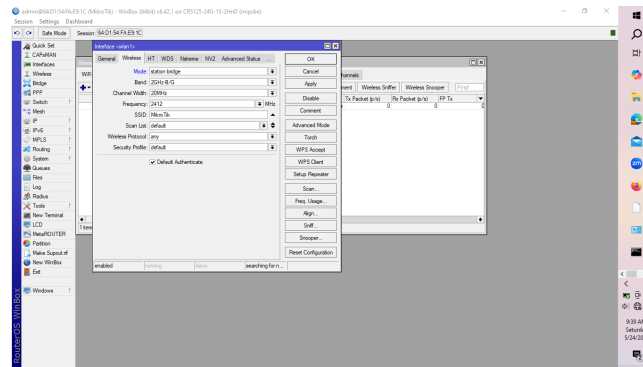 admin@64:D1:54:FA:E9:1C (MikroTik) - WinBox (64bit) v6.42.1 on CRS125-24G-1S-2HnD (mipsbe)
Session Settings Dashboard
Safe Mode Session: 64:D1:54:FA:E9:1C
Quick Set
CAPsMAN
Interfaces
Wireless
Bridge
PPP
Switch
Mesh
IP
IPv6
MPLS
Routing
System
Queues
Files
Log
Radius
Tools
New Terminal
LCD
MetaROUTER
Partition
Make Supout.rif
New WinBox
Exit
Windows
RouterOS WinBox
Interface <wlan1>
General Wireless HT WDS Nstreme NV2 Advanced Status ...
Mode: station bridge
Band: 2GHz-B/G
Channel Width: 20MHz
Frequency: 2412 MHz
SSID: MikroTik
Scan List: default
Wireless Protocol: any
Security Profile: default
Default Authenticate
OK
Cancel
Apply
Disable
Comment
Advanced Mode
Torch
WPS Accept
WPS Client
Setup Repeater
Scan...
Freq. Usage...
Align...
Sniff...
Snooper...
Reset Configuration
enabled running slave searching for n...
Wireless Sniffer Wireless Snooper Find
Tx Packet (p/s) Rx Packet (p/s) FP Tx
0 0 0
zm
9:39 AM
5/24/20